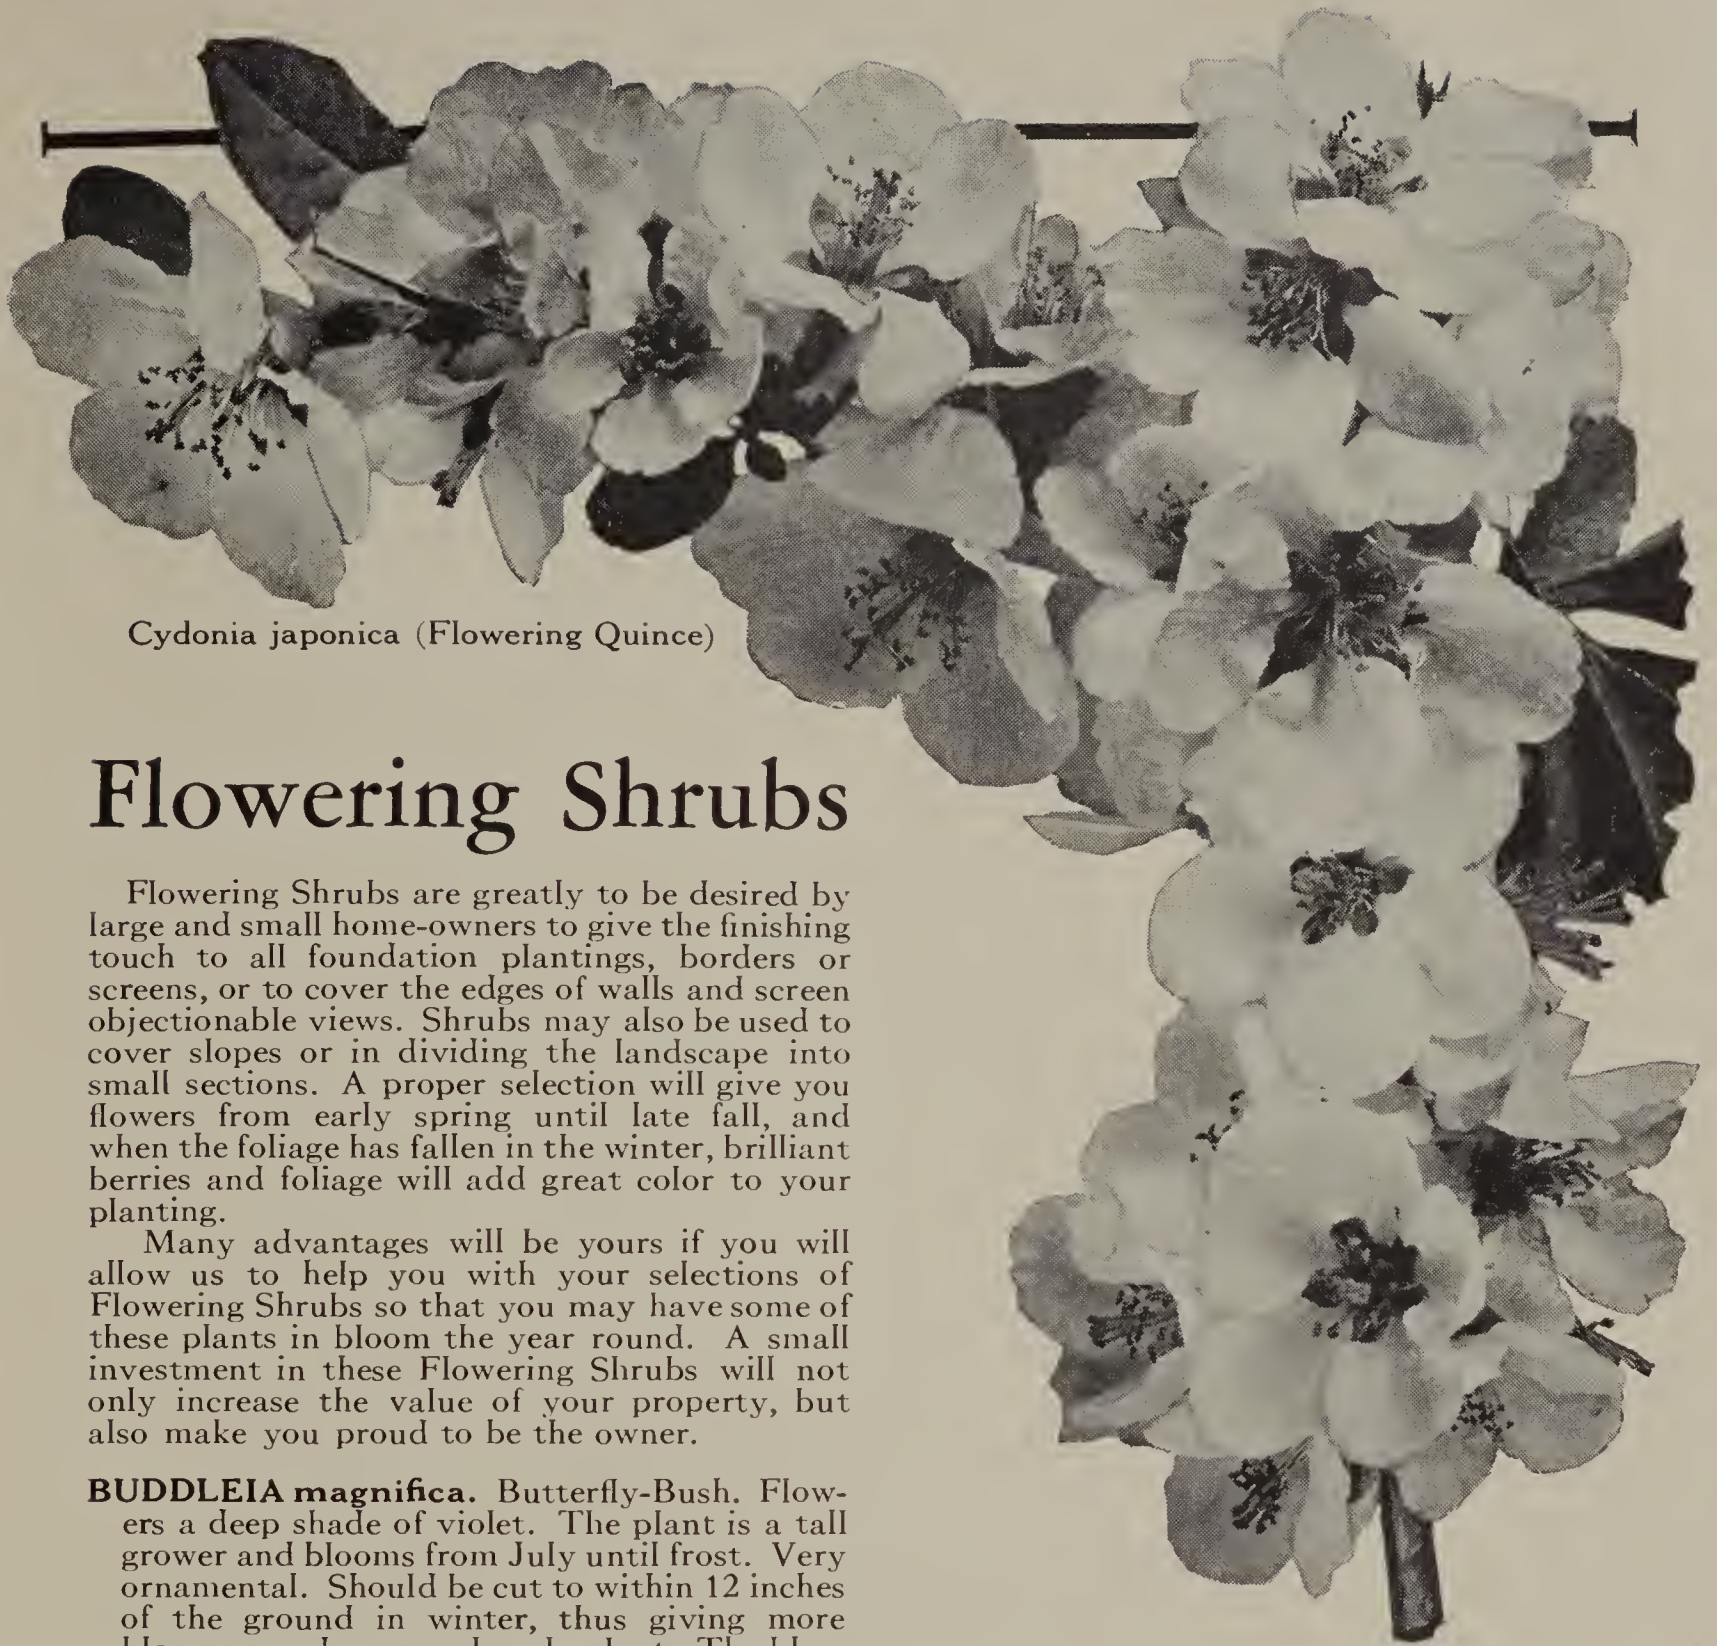 Cydonia japonica (Flowering Quince)
Flowering Shrubs
Flowering Shrubs are greatly to be desired by
large and small home-owners to give the finishing
touch to all foundation plantings, borders or
screens, or to cover the edges of walls and screen
objectionable views. Shrubs may also be used to
cover slopes or in dividing the landscape into
small sections. A proper selection will give you
flowers from early spring until late fall, and
when the foliage has fallen in the winter, brilliant
berries and foliage will add great color to your
planting.
Many advantages will be yours if you will
allow us to help you with your selections of
Flowering Shrubs so that you may have some of
these plants in bloom the year round. A small
investment in these Flowering Shrubs will not
only increase the value of your property, but
also make you proud to be the owner.
BUDDLEIA magnifica. Butterfly-Bush. Flow-
ers a deep shade of violet. The plant is a tall
grower and blooms from July until frost. Very
ornamental. Should be cut to within 12 inches
of the ground in winter, thus giving more